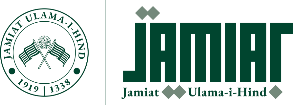 JAMIAT ULAMA-I-HIND
1919 | 1338
JAMIAT
Jamiat Ulama-i-Hind